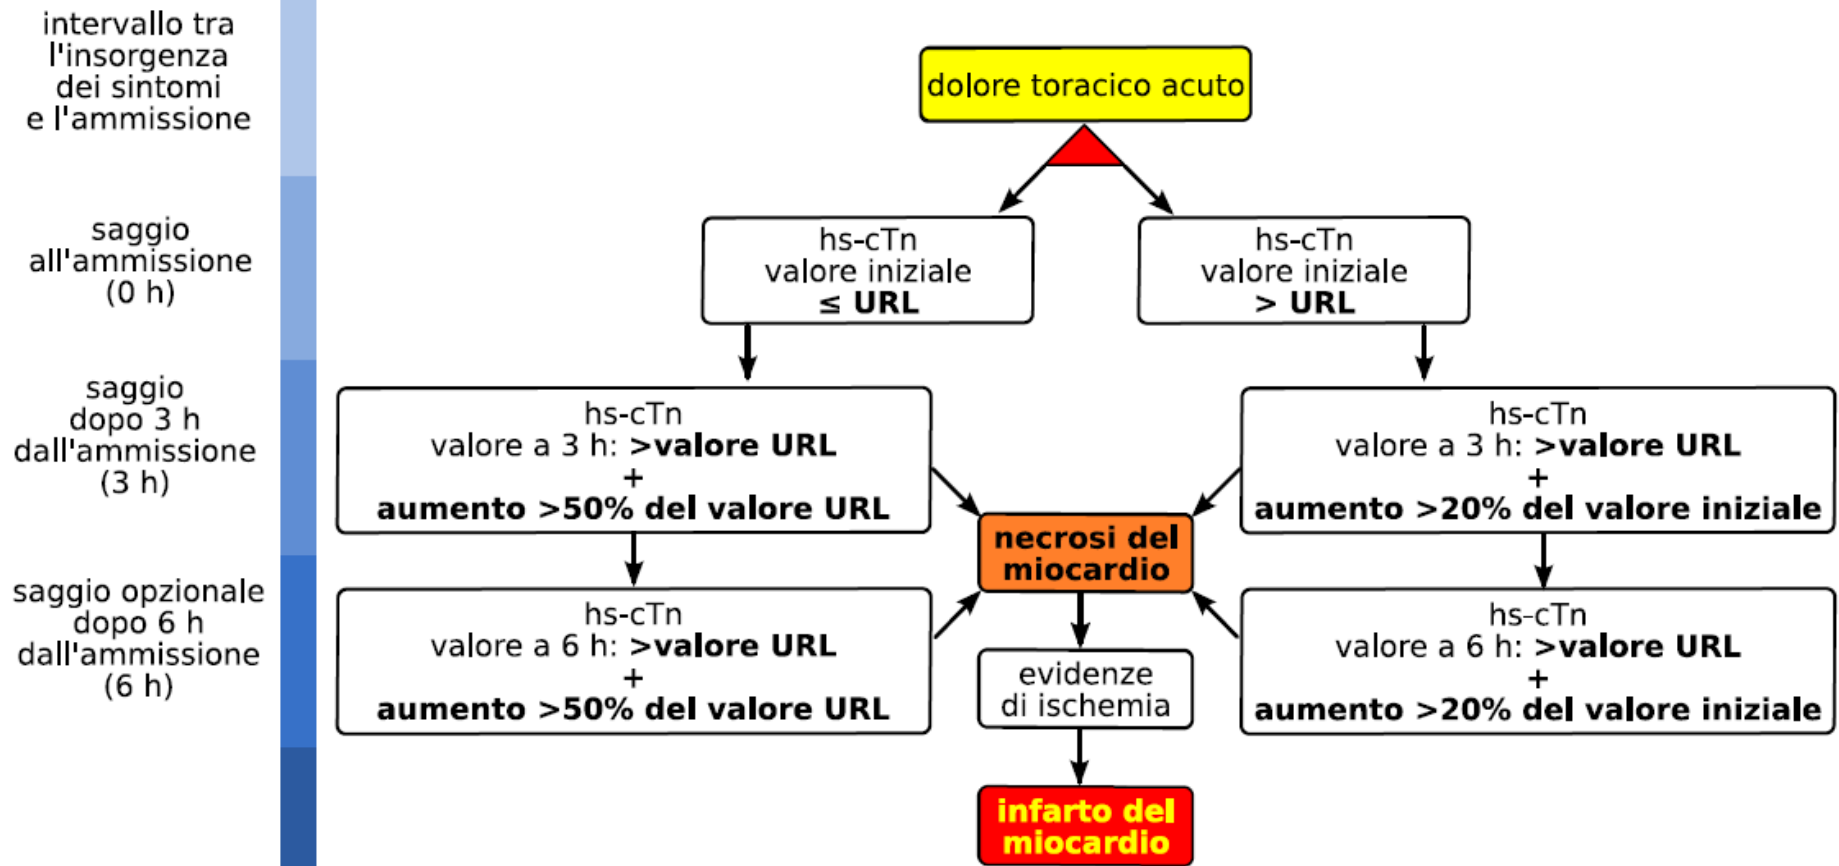 intervallo tra
l'insorgenza
dei sintomi
e l'ammissione
dolore toracico acuto
saggio
all'ammissione
(0 h)
hs-cTn
valore iniziale
≤ URL
hs-cTn
valore iniziale
> URL
saggio
dopo 3 h
dall'ammissione
(3 h)
hs-cTn
valore a 3 h: >valore URL
+
aumento >50% del valore URL
hs-cTn
valore a 3 h: >valore URL
+
aumento >20% del valore iniziale
necrosi del
miocardio
saggio opzionale
dopo 6 h
dall'ammissione
(6 h)
hs-cTn
valore a 6 h: >valore URL
+
aumento >50% del valore URL
evidenze
di ischemia
hs-cTn
valore a 6 h: >valore URL
+
aumento >20% del valore iniziale
infarto del
miocardio